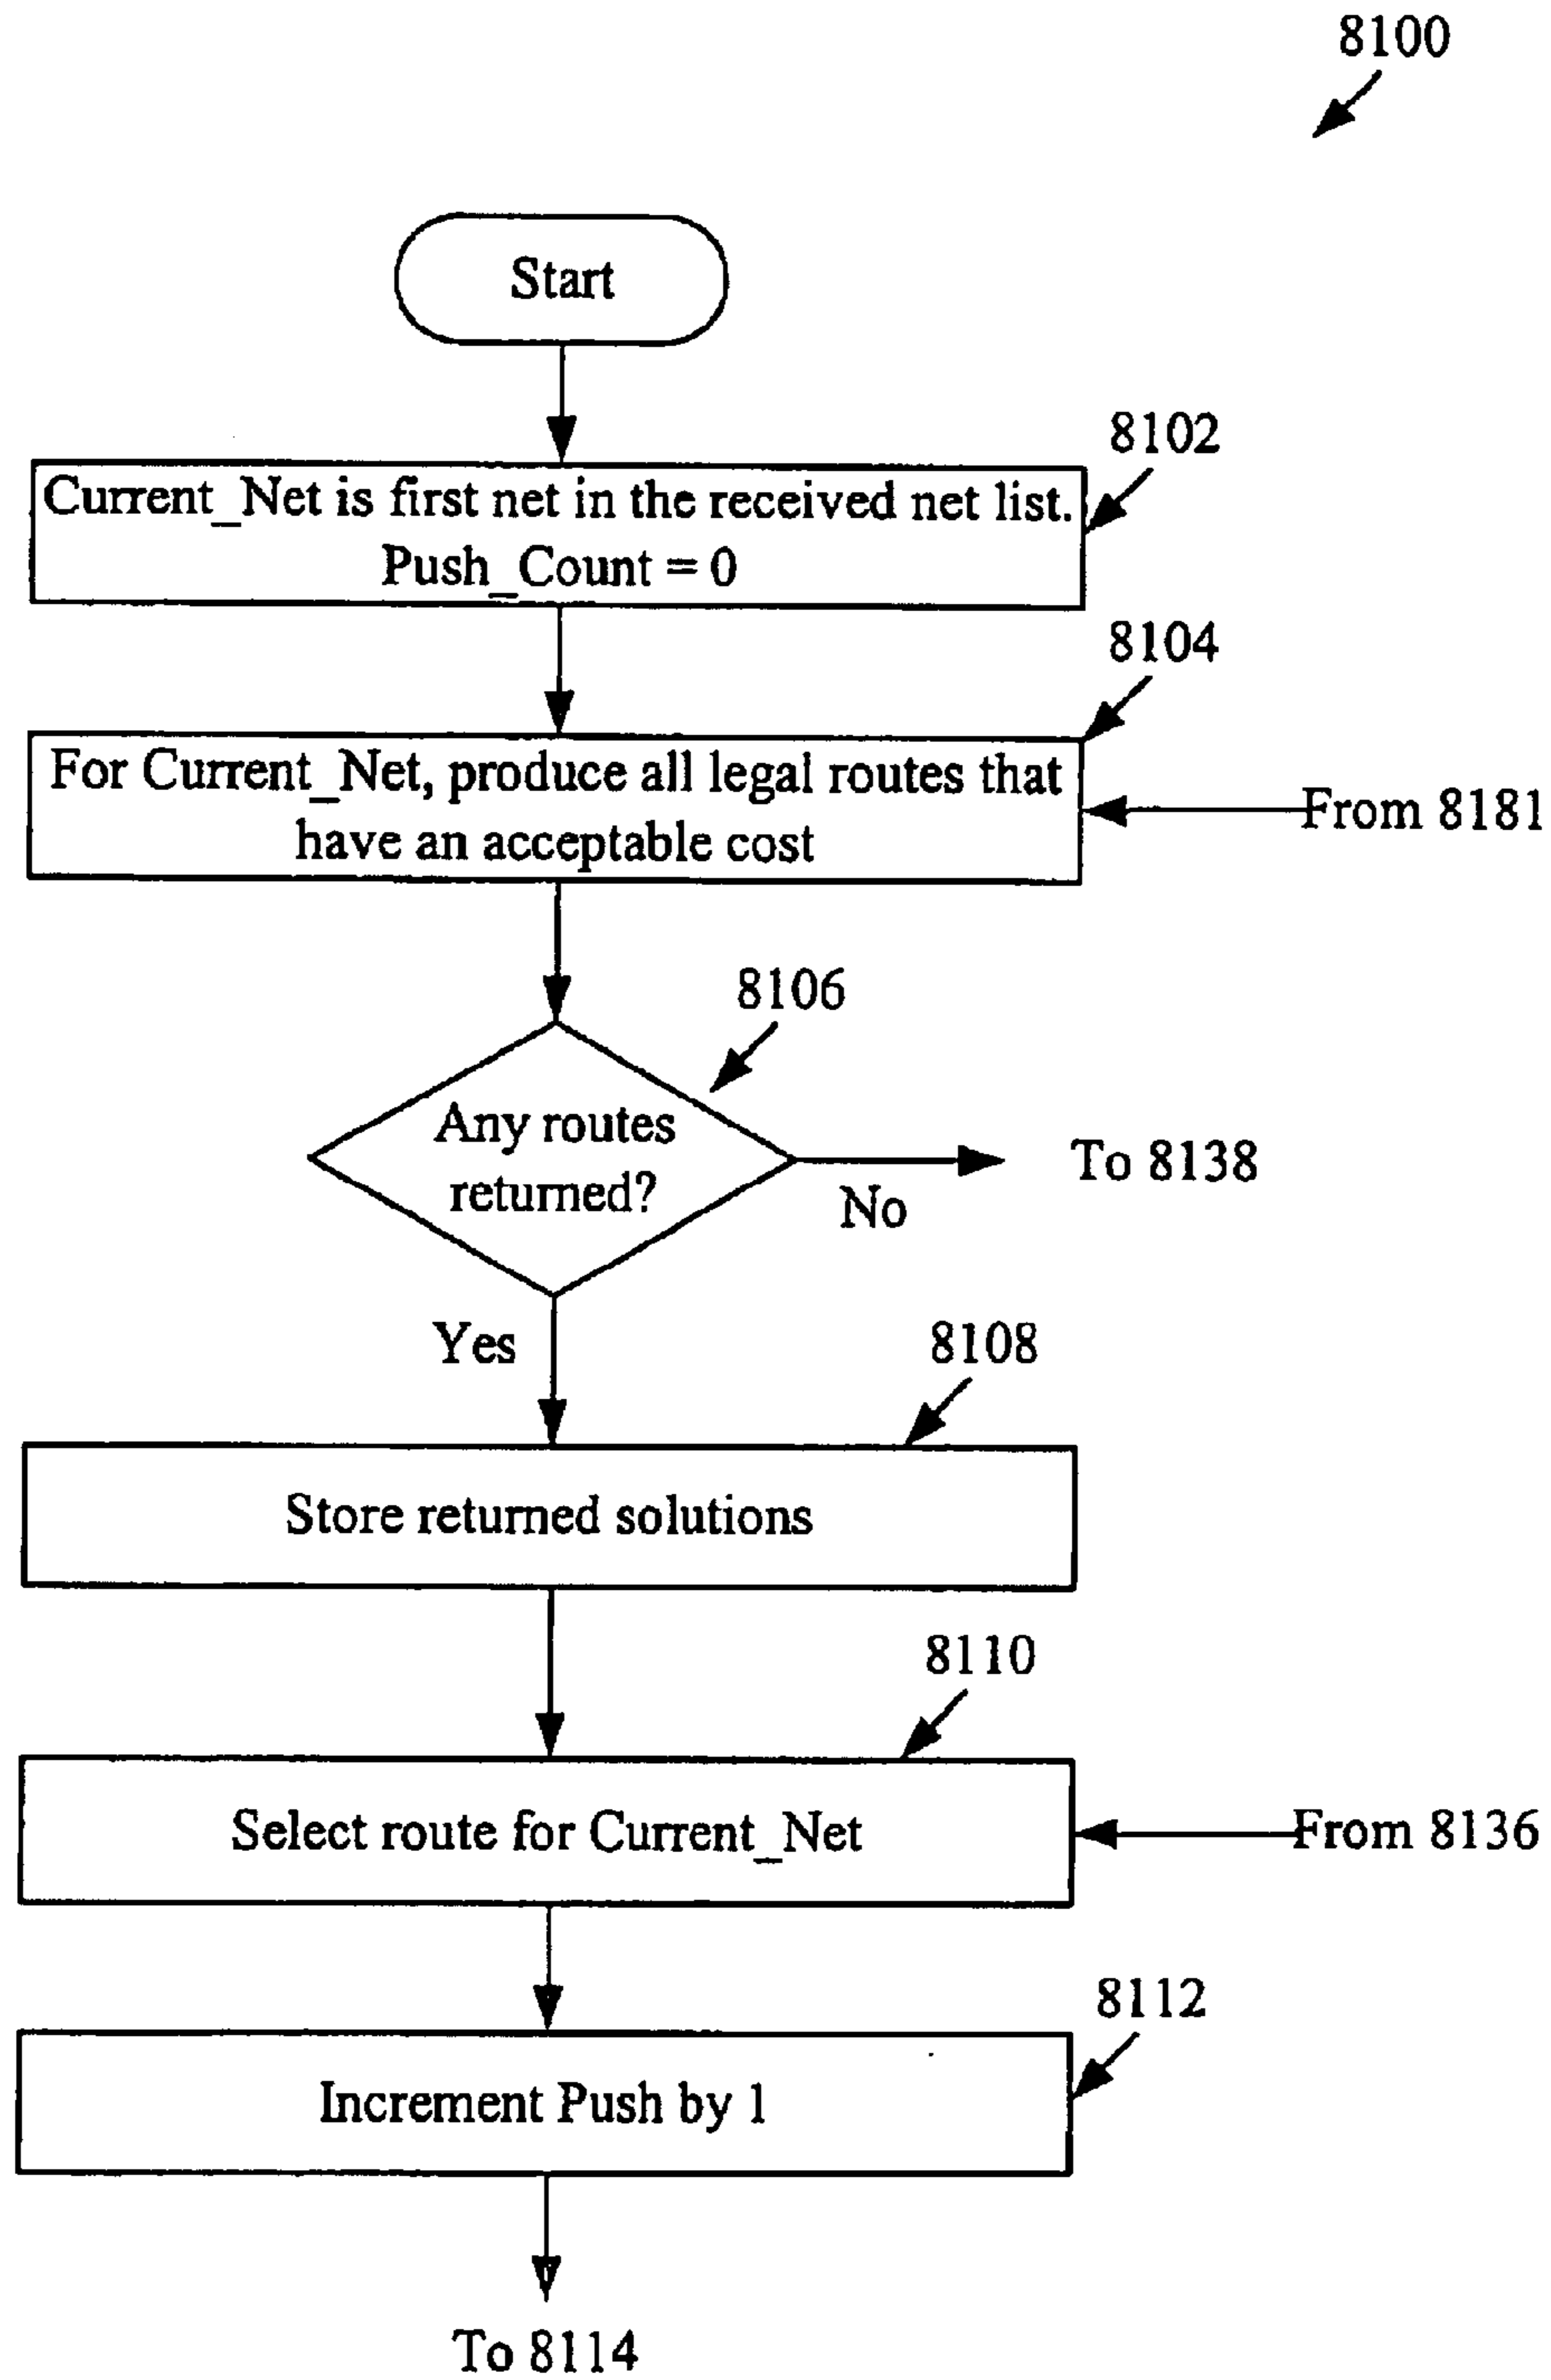 8100
Start
8102
Current_Net is first net in the received net list.
Push_Count = 0
8104
For Current_Net, produce all legal routes that
have an acceptable cost
From 8181
8106
Any routes
returned?
To 8138
No
Yes
8108
Store returned solutions
8110
Select route for Current_Net
From 8136
8112
Increment Push by 1
To 8114